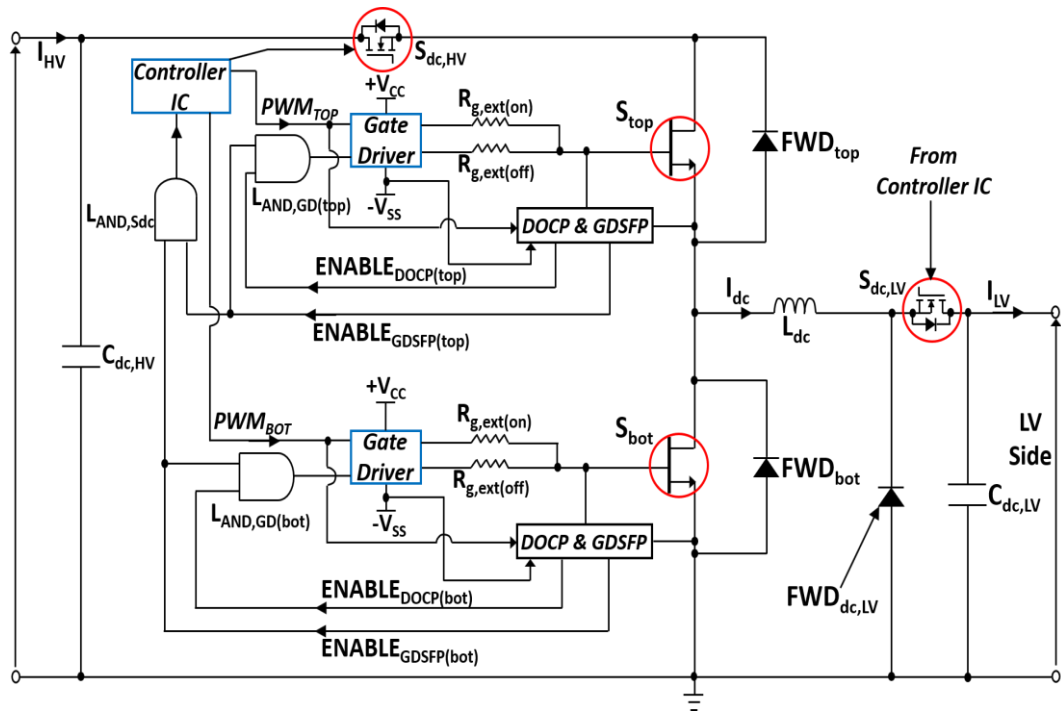 I_HV
Controller IC
S_dc,HV
+V_CC
PWM_TOP
Gate Driver
R_g,ext(on)
R_g,ext(off)
S_top
FWD_top
L_AND,GD(top)
-V_SS
L_AND,Sdc
DOCP & GDSFP
ENABLE_DOCP(top)
ENABLE_GDSFP(top)
From Controller IC
S_dc,LV
I_dc
I_LV
L_dc
C_dc,HV
+V_CC
PWM_BOT
Gate Driver
R_g,ext(on)
R_g,ext(off)
S_bot
FWD_bot
LV Side
C_dc,LV
L_AND,GD(bot)
-V_SS
DOCP & GDSFP
ENABLE_DOCP(bot)
ENABLE_GDSFP(bot)
FWD_dc,LV